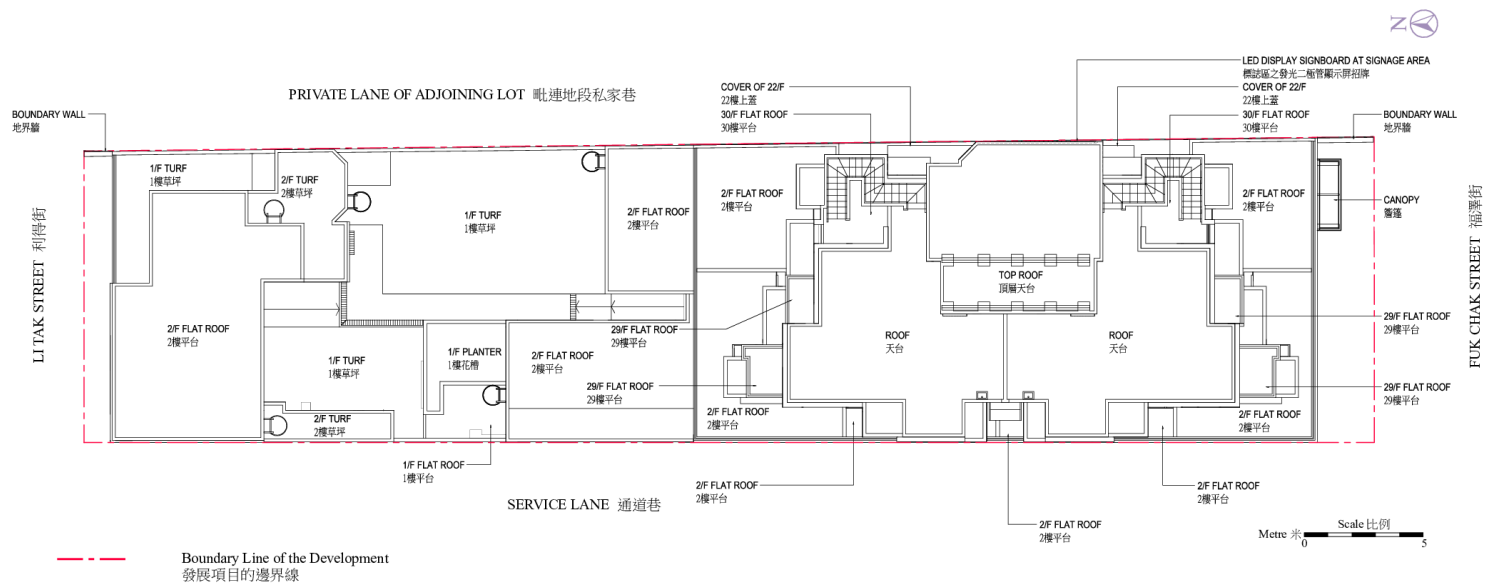 N
LED DISPLAY SIGNBOARD AT SIGNAGE AREA
標誌區之發光二極管顯示屏招牌
COVER OF 22/F
22樓上蓋
COVER OF 22/F
22樓上蓋
PRIVATE LANE OF ADJOINING LOT 毗連地段私家巷
BOUNDARY WALL
地界牆
30/F FLAT ROOF
30樓平台
30/F FLAT ROOF
30樓平台
BOUNDARY WALL
地界牆
1/F TURF
1樓草坪
2/F TURF
2樓草坪
1/F TURF
1樓草坪
2/F FLAT ROOF
2樓平台
2/F FLAT ROOF
2樓平台
2/F FLAT ROOF
2樓平台
CANOPY
簷篷
LI TAK STREET 利得街
FUK CHAK STREET 福澤街
TOP ROOF
頂層天台
2/F FLAT ROOF
2樓平台
29/F FLAT ROOF
29樓平台
ROOF
天台
ROOF
天台
29/F FLAT ROOF
29樓平台
1/F TURF
1樓草坪
1/F PLANTER
1樓花槽
2/F FLAT ROOF
2樓平台
29/F FLAT ROOF
29樓平台
29/F FLAT ROOF
29樓平台
2/F TURF
2樓草坪
2/F FLAT ROOF
2樓平台
2/F FLAT ROOF
2樓平台
1/F FLAT ROOF
1樓平台
2/F FLAT ROOF
2樓平台
2/F FLAT ROOF
2樓平台
SERVICE LANE 通道巷
2/F FLAT ROOF
2樓平台
Scale 比例
Metre 米
0 5
Boundary Line of the Development
發展項目的邊界線